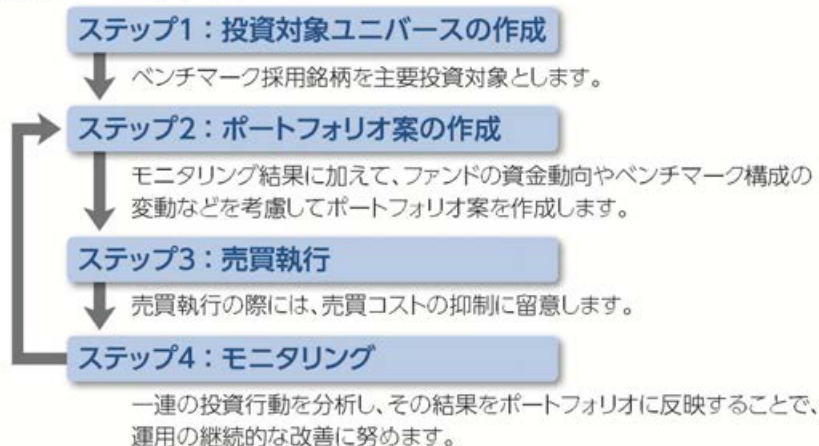 ステップ1：投資対象ユニバースの作成
ベンチマーク採用銘柄を主要投資対象とします。
ステップ2：ポートフォリオ案の作成
モニタリング結果に加えて、ファンドの資金動向やベンチマーク構成の
変動などを考慮してポートフォリオ案を作成します。
ステップ3：売買執行
売買執行の際には、売買コストの抑制に留意します。
ステップ4：モニタリング
一連の投資行動を分析し、その結果をポートフォリオに反映することで、
運用の継続的な改善に努めます。